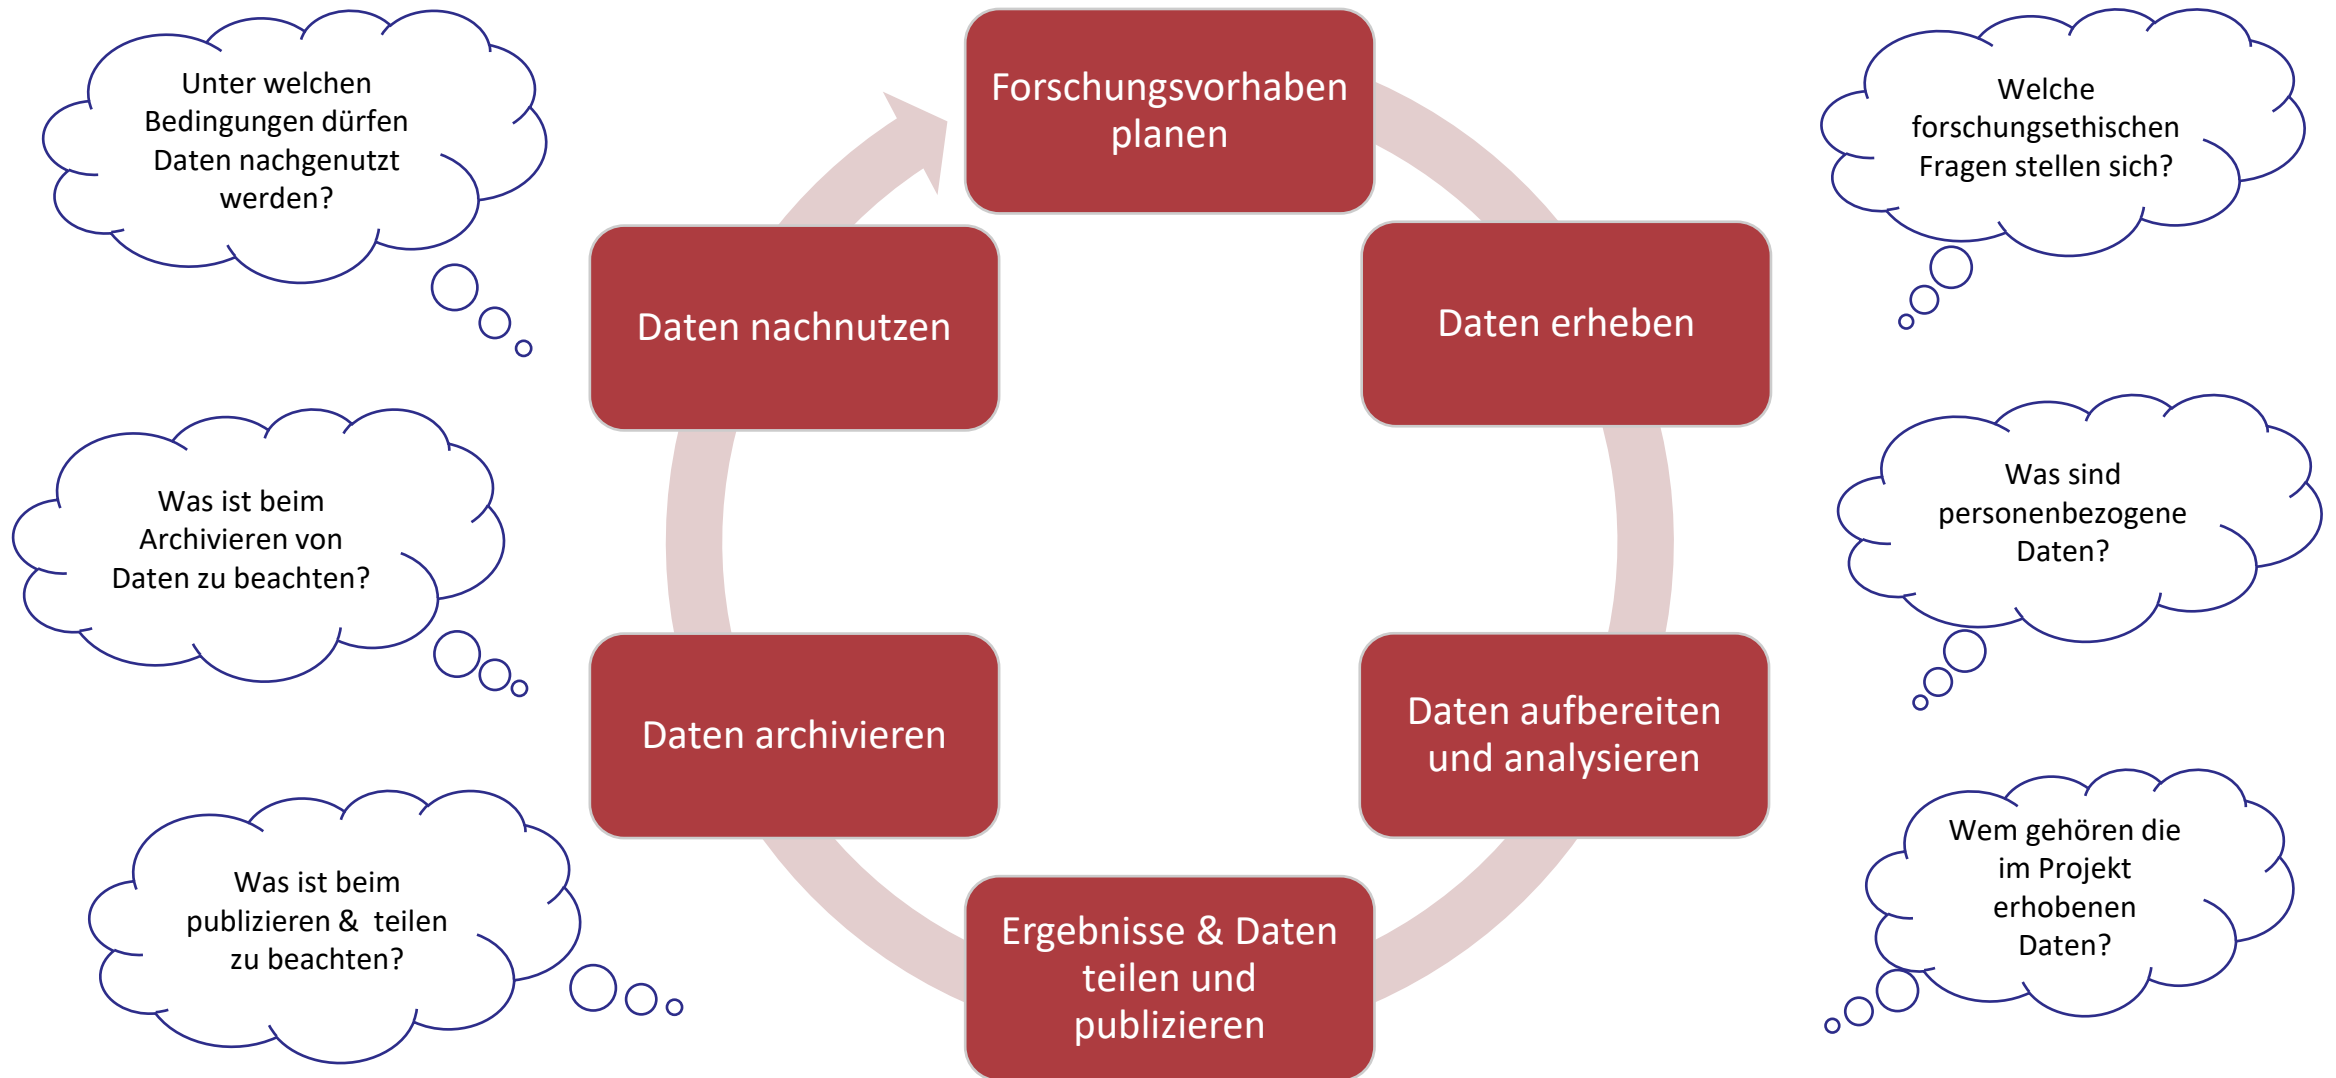 Unter welchen
Bedingungen dürfen
Daten nachgenutzt
werden?
Forschungsvorhaben
planen
Welche
forschungsethischen
Fragen stellen sich?
Daten nachnutzen
Daten erheben
Was ist beim
Archivieren von
Daten zu beachten?
Was sind
personenbezogene
Daten?
Daten archivieren
Daten aufbereiten
und analysieren
Was ist beim
publizieren &  teilen
zu beachten?
Ergebnisse & Daten
teilen und
publizieren
Wem gehören die
im Projekt
erhobenen
Daten?